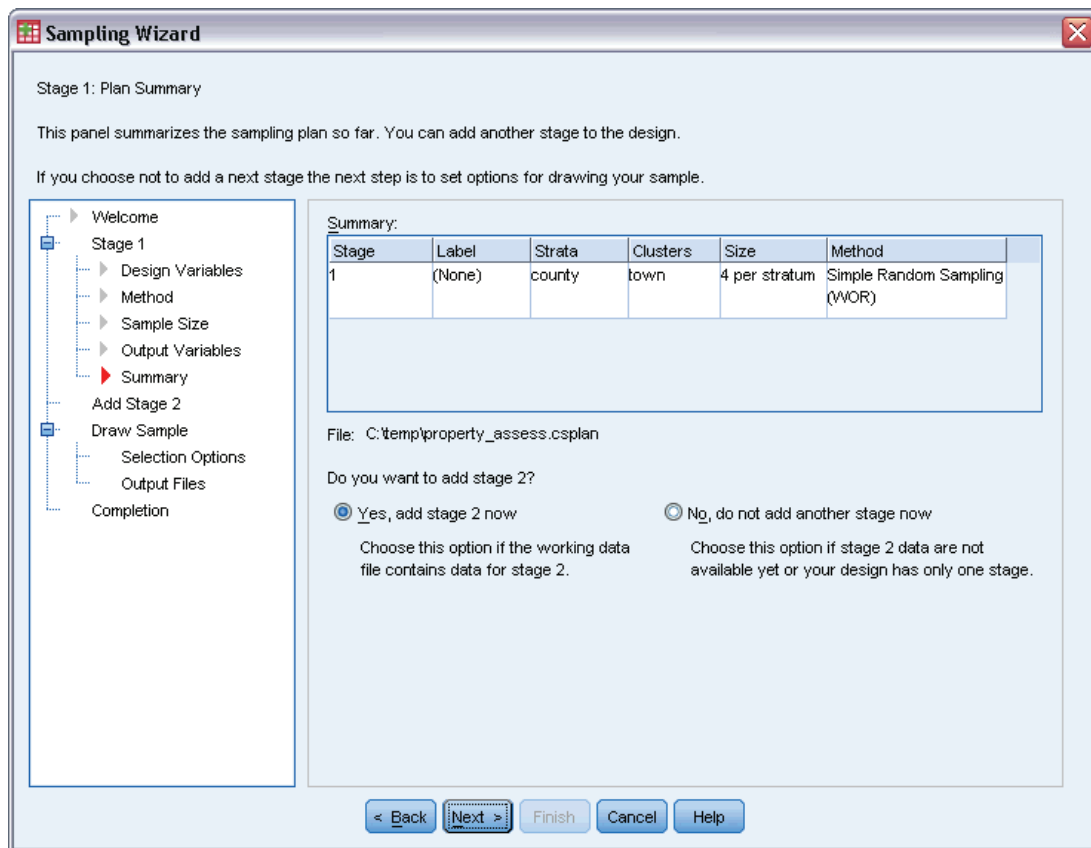 Sampling Wizard
Stage 1: Plan Summary
This panel summarizes the sampling plan so far. You can add another stage to the design.
If you choose not to add a next stage the next step is to set options for drawing your sample.
Welcome
Stage 1
Design Variables
Method
Sample Size
Output Variables
Summary
Add Stage 2
Draw Sample
Selection Options
Output Files
Completion
Summary:
Stage Label Strata Clusters Size Method
1 (None) county town 4 per stratum Simple Random Sampling
(WOR)
File: C:\temp\property_assess.csplan
Do you want to add stage 2?
Yes, add stage 2 now
Choose this option if the working data
file contains data for stage 2.
No, do not add another stage now
Choose this option if stage 2 data are not
available yet or your design has only one stage.
< Back Next > Finish Cancel Help